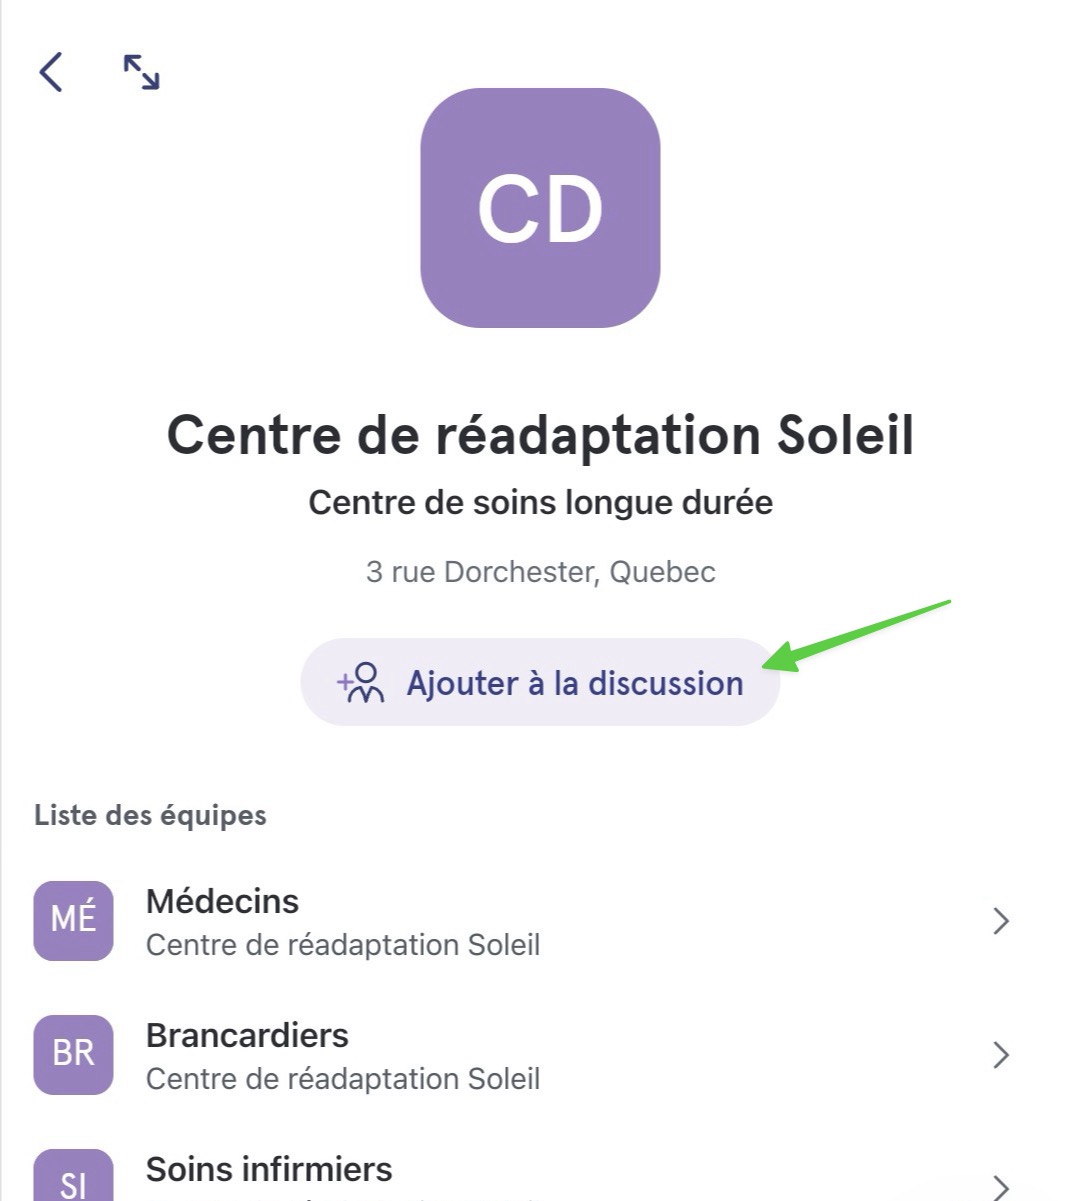 CD
Centre de réadaptation Soleil
Centre de soins longue durée
3 rue Dorchester, Quebec
Ajouter à la discussion
Liste des équipes
MÉ
Médecins
Centre de réadaptation Soleil
BR
Brancardiers
Centre de réadaptation Soleil
SI
Soins infirmiers